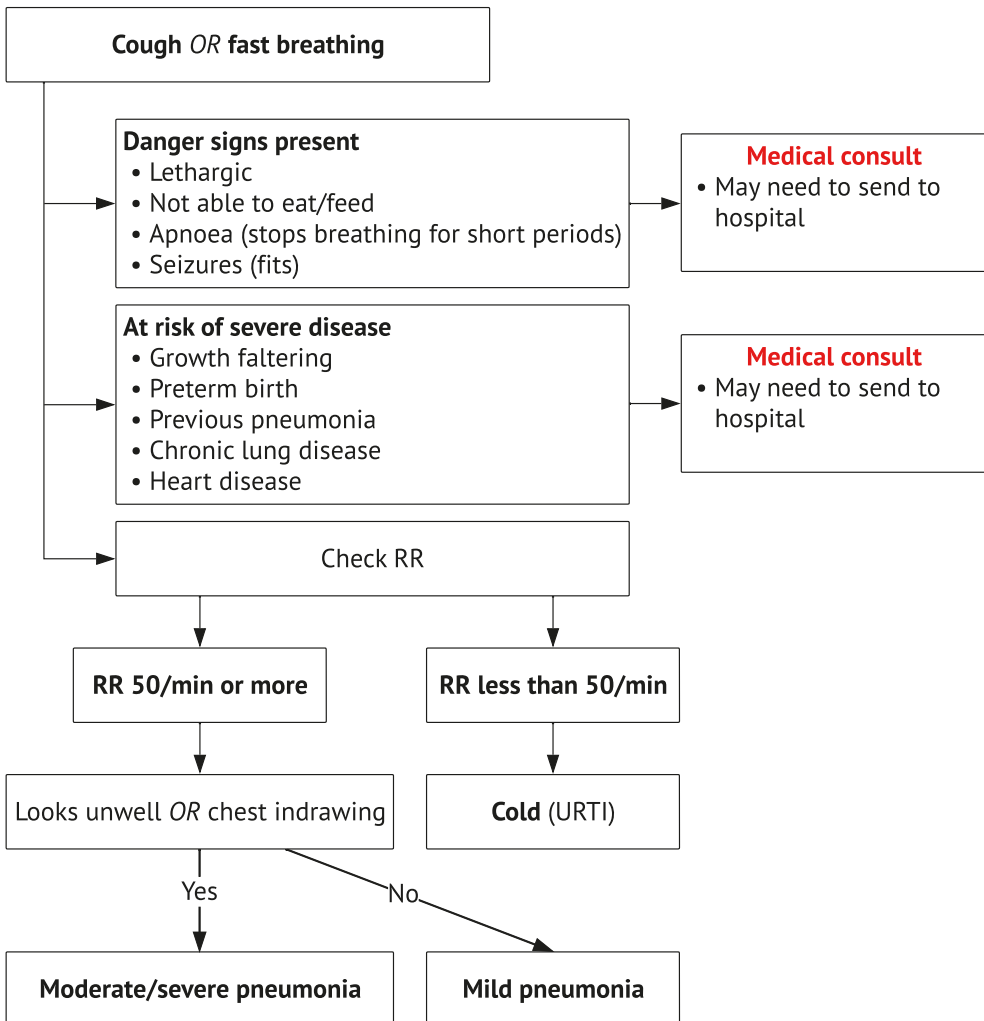 Cough OR fast breathing
Danger signs present
• Lethargic
• Not able to eat/feed
• Apnoea (stops breathing for short periods)
• Seizures (fits)
Medical consult
• May need to send to
hospital
At risk of severe disease
• Growth faltering
• Preterm birth
• Previous pneumonia
• Chronic lung disease
• Heart disease
Medical consult
• May need to send to
hospital
Check RR
RR 50/min or more
RR less than 50/min
Looks unwell OR chest indrawing
Cold (URTI)
Yes
No
Moderate/severe pneumonia
Mild pneumonia